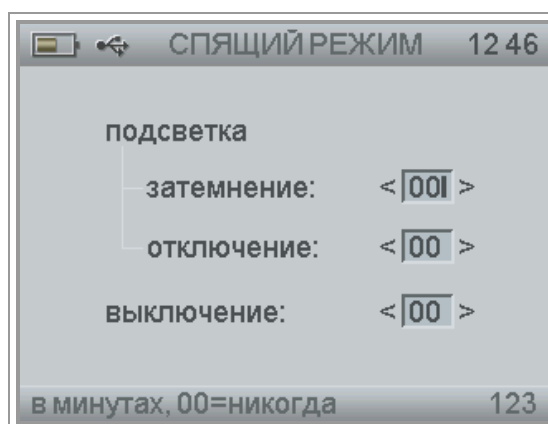 СПЯЩИЙ РЕЖИМ 12 46
подсветка
затемнение: < 00 >
отключение: < 00 >
выключение: < 00 >
в минутах, 00=никогда 123